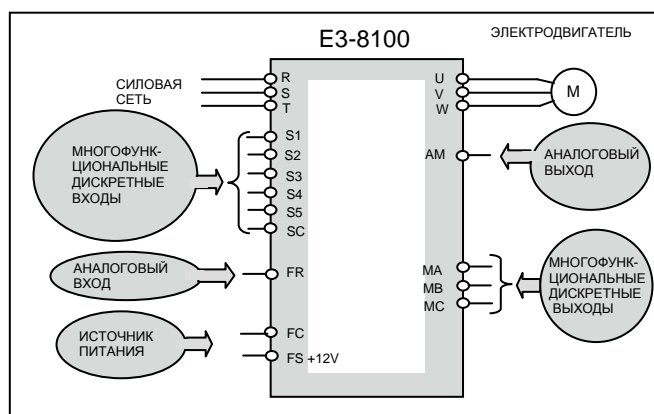 E3-8100
ЭЛЕКТРОДВИГАТЕЛЬ
СИЛОВАЯ
СЕТЬ
R
S
T
U
V
W
M
МНОГОФУНК-
ЦИОНАЛЬНЫЕ
ДИСКРЕТНЫЕ
ВХОДЫ
S1
S2
S3
S4
S5
SC
AM
АНАЛОГОВЫЙ
ВЫХОД
АНАЛОГОВЫЙ
ВХОД
FR
MA
MB
MC
МНОГОФУНК-
ЦИОНАЛЬНЫЕ
ДИСКРЕТНЫЕ
ВЫХОДЫ
ИСТОЧНИК
ПИТАНИЯ
FC
FS +12V